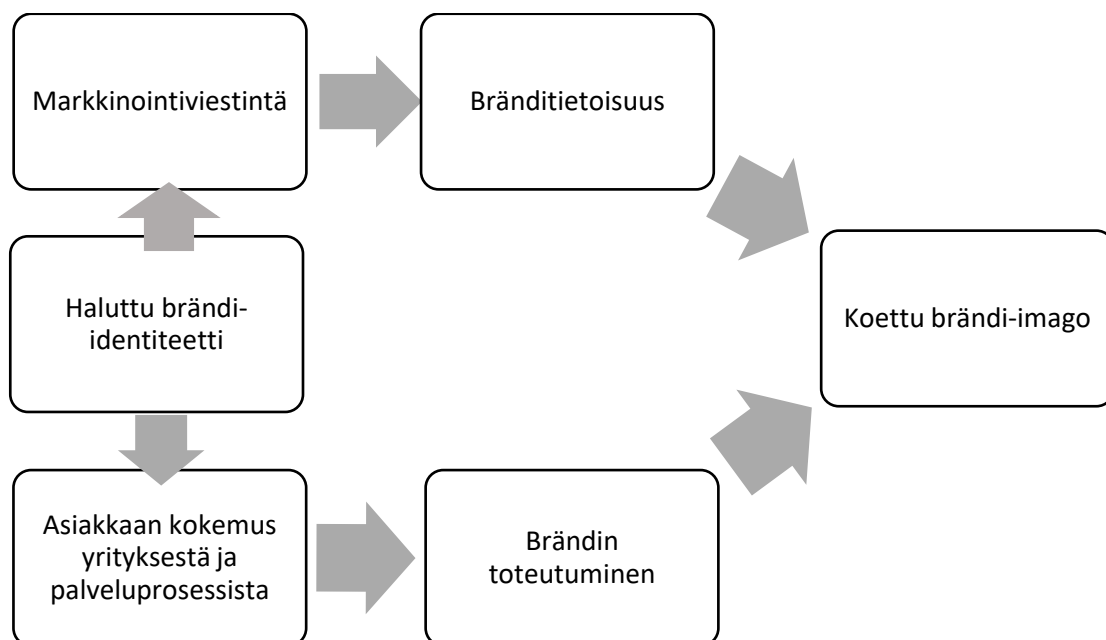 Markkinointiviestintä
Bränditietoisuus
Haluttu brändi-
identiteetti
Koettu brändi-imago
Asiakkaan kokemus
yrityksestä ja
palveluprosessista
Brändin
toteutuminen